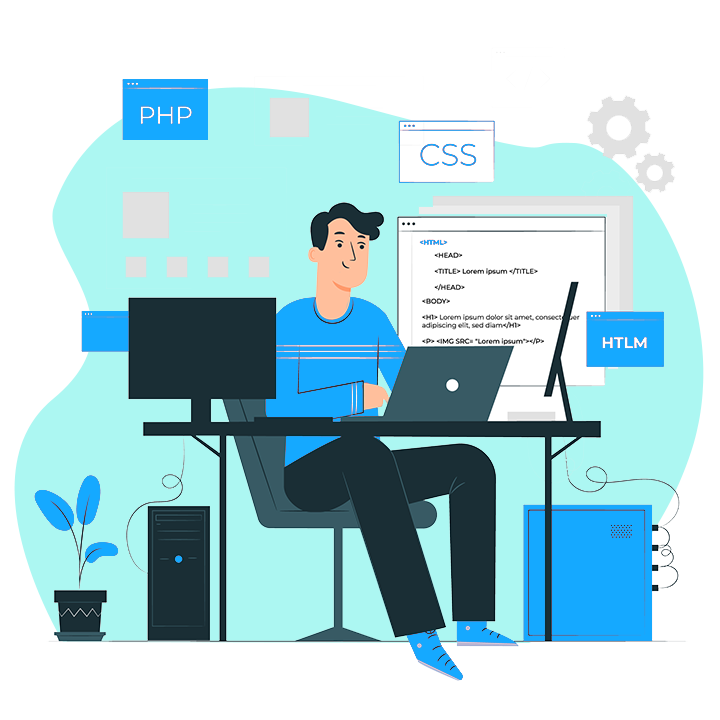 PHP
CSS
<HTML>
<HEAD>
<TITLE> Lorem ipsum </TITLE>
</HEAD>
<BODY>
<H1> Lorem ipsum dolor sit amet, consectetuer
adipiscing elit, sed diam</H1>
<P> <IMG SRC= "Lorem ipsum"></P>
HTLM